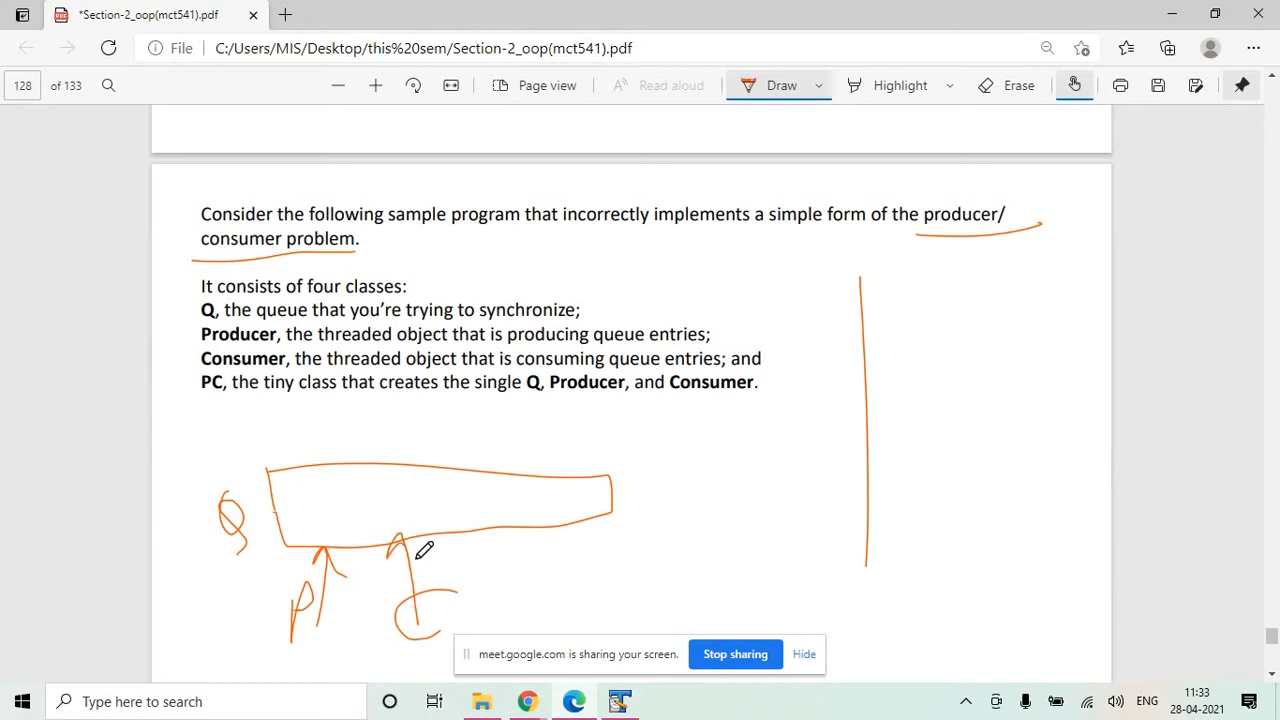 *Section-2_oop(mct541).pdf
File C:/Users/MIS/Desktop/this%20sem/Section-2_oop(mct541).pdf
128 of 133 Page view Read aloud Draw Highlight Erase
Consider the following sample program that incorrectly implements a simple form of the producer/
consumer problem.
It consists of four classes:
Q, the queue that you’re trying to synchronize;
Producer, the threaded object that is producing queue entries;
Consumer, the threaded object that is consuming queue entries; and
PC, the tiny class that creates the single Q, Producer, and Consumer.
Q
P C
meet.google.com is sharing your screen. Stop sharing Hide
Type here to search
ENG
11:33
28-04-2021